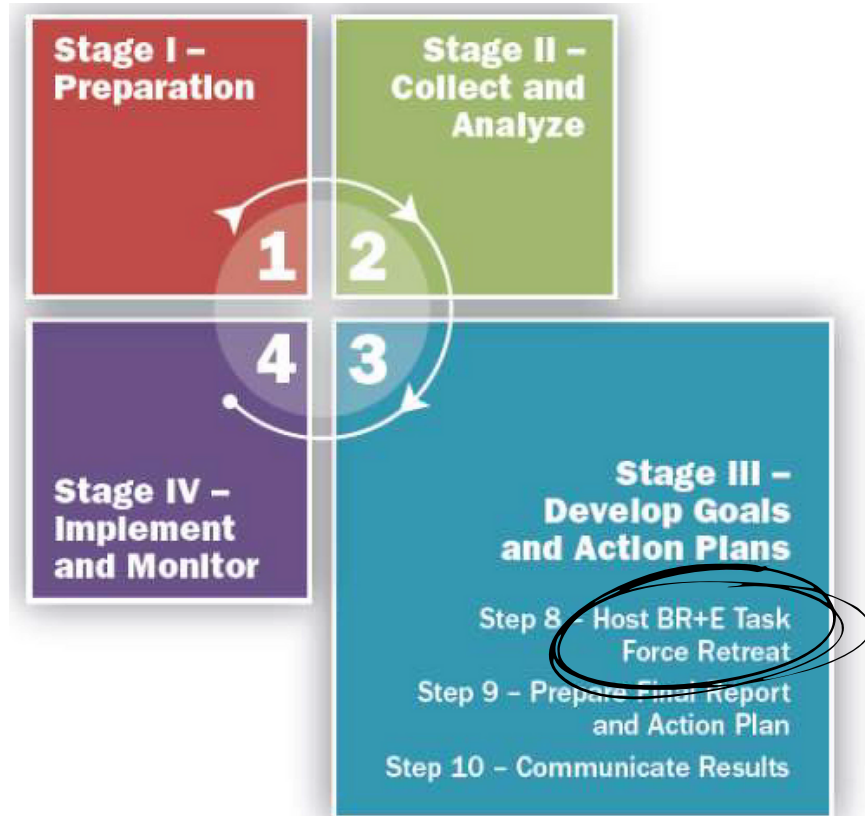 Stage I –
Preparation
Stage II –
Collect and
Analyze
1
2
4
3
Stage IV –
Implement
and Monitor
Stage III –
Develop Goals
and Action Plans
Step 8 – Host BR+E Task
Force Retreat
Step 9 – Prepare Final Report
and Action Plan
Step 10 – Communicate Results